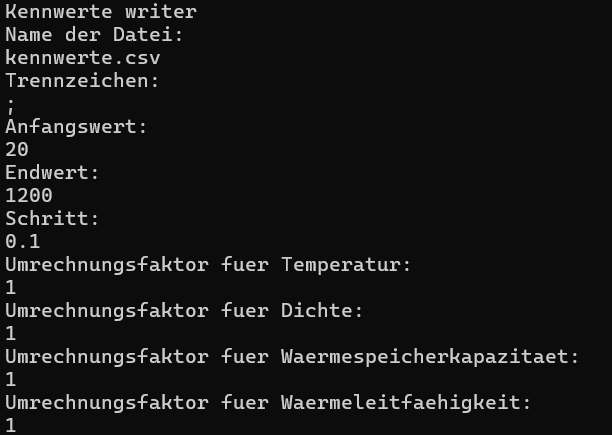 Kennwerte writer
Name der Datei:
kennwerte.csv
Trennzeichen:
;
Anfangswert:
20
Endwert:
1200
Schritt:
0.1
Umrechnungsfaktor fuer Temperatur:
1
Umrechnungsfaktor fuer Dichte:
1
Umrechnungsfaktor fuer Waermespeicherkapazitaet:
1
Umrechnungsfaktor fuer Waermeleitfaehigkeit:
1